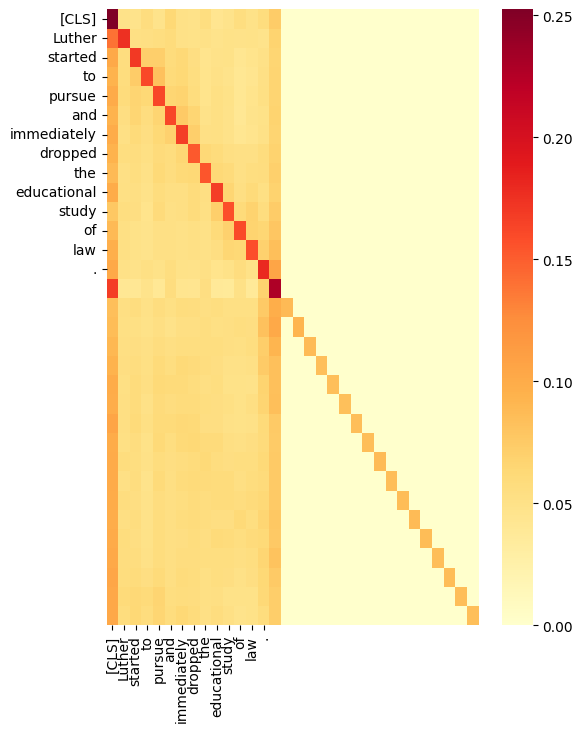 [CLS]
Luther
started
to
pursue
and
immediately
dropped
the
educational
study
of
law
.
0.25
0.20
0.15
0.10
0.05
0.00
[CLS]
Luther
started
to
pursue
and
immediately
dropped
the
educational
study
of
law
.